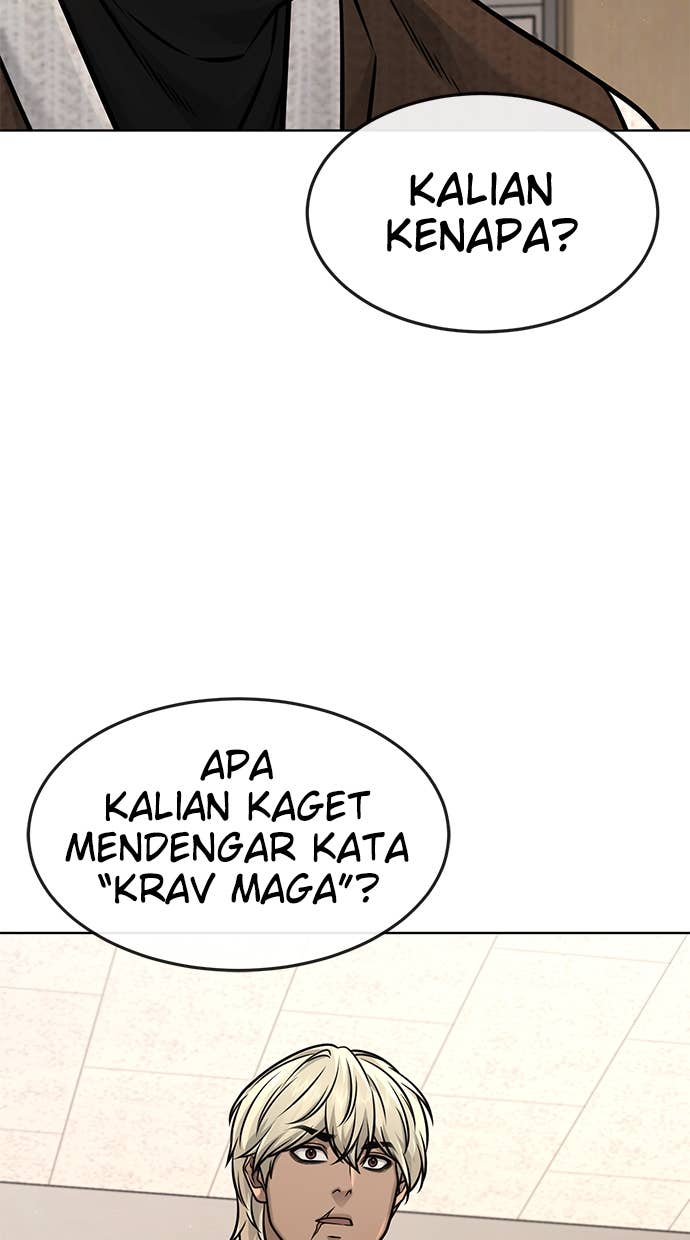 KALIAN
KENAPA?
APA
KALIAN KAGET
MENDENGAR KATA
“KRAV MAGA”?